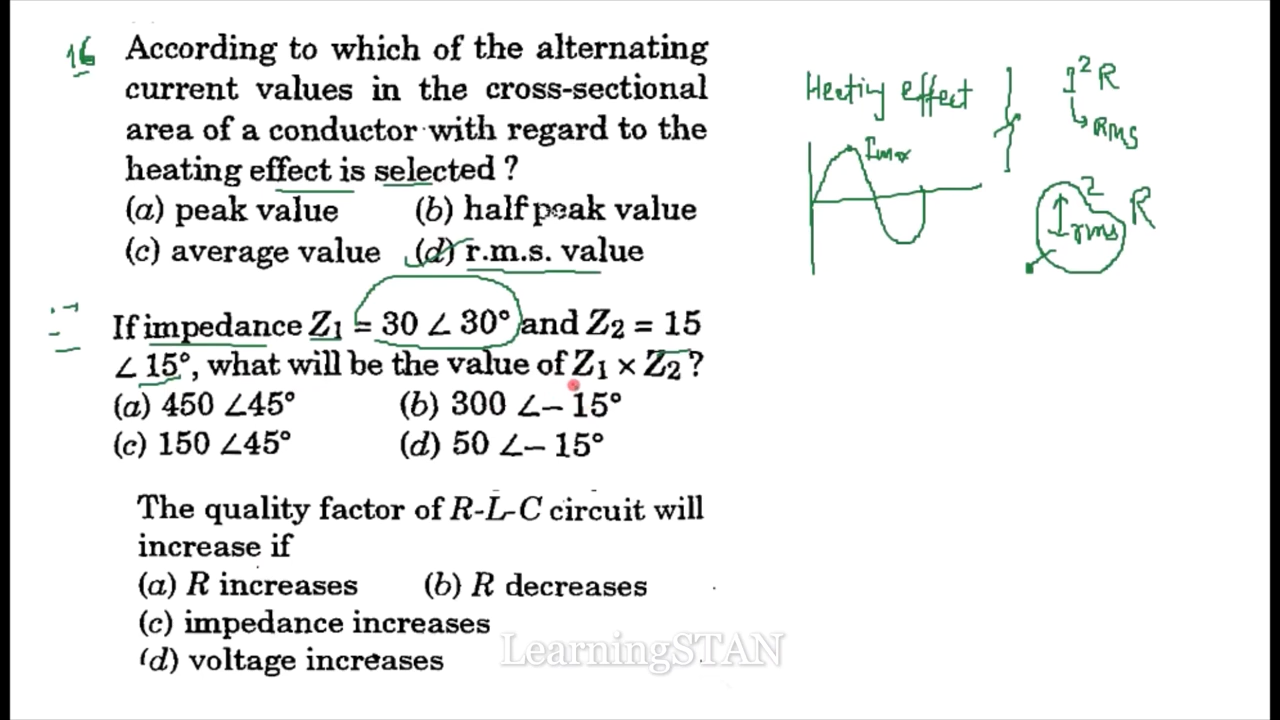 16 According to which of the alternating
current values in the cross-sectional
area of a conductor with regard to the
heating effect is selected ?
(a) peak value (b) half peak value
(c) average value (d) r.m.s. value
If impedance Z₁ = 30 ∠ 30° and Z₂ = 15
∠ 15°, what will be the value of Z₁ × Z₂ ?
(a) 450 ∠45° (b) 300 ∠– 15°
(c) 150 ∠45° (d) 50 ∠– 15°
The quality factor of R-L-C circuit will
increase if
(a) R increases (b) R decreases
(c) impedance increases
(d) voltage increases
Heating effect
I²R
RMS
Imax
I²rms R
LearningSTAN